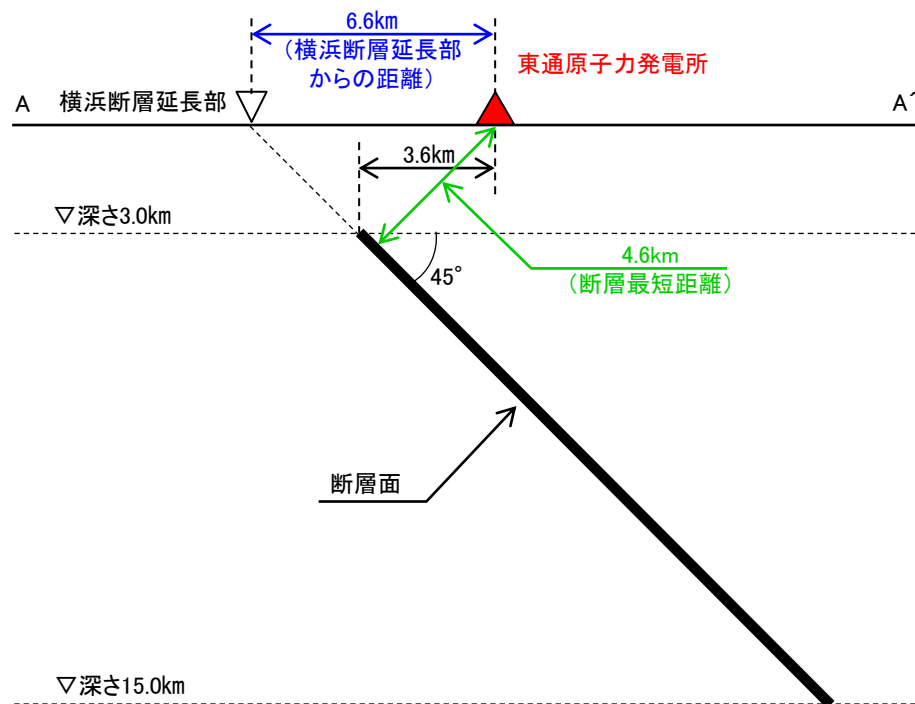 6.6km
（横浜断層延長部
からの距離）
東通原子力発電所
A
横浜断層延長部
A´
3.6km
▽深さ3.0km
45°
4.6km
（断層最短距離）
断層面
▽深さ15.0km